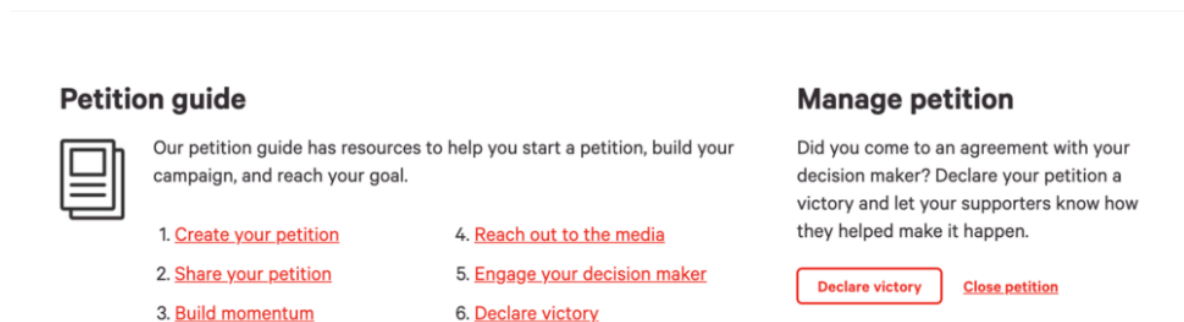 Petition guide
Our petition guide has resources to help you start a petition, build your
campaign, and reach your goal.
1. Create your petition
2. Share your petition
3. Build momentum
4. Reach out to the media
5. Engage your decision maker
6. Declare victory
Manage petition
Did you come to an agreement with your
decision maker? Declare your petition a
victory and let your supporters know how
they helped make it happen.
Declare victory
Close petition